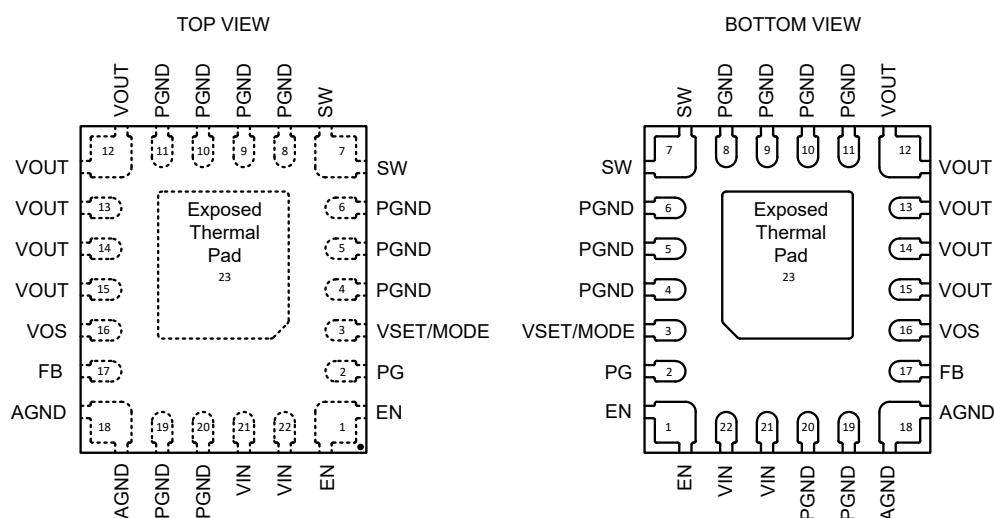 TOP VIEW
VOUT
PGND
PGND
PGND
PGND
SW
12
11
10
9
8
7
VOUT
SW
VOUT
13
6
PGND
VOUT
14
5
PGND
VOUT
15
4
PGND
VOS
16
3
VSET/MODE
FB
17
2
PG
AGND
18
19
20
21
22
1
EN
Exposed
Thermal
Pad
23
AGND
PGND
PGND
VIN
VIN
EN
BOTTOM VIEW
SW
PGND
PGND
PGND
PGND
VOUT
7
8
9
10
11
12
SW
VOUT
PGND
6
13
VOUT
PGND
5
14
VOUT
PGND
4
15
VOUT
VSET/MODE
3
16
VOS
PG
2
17
FB
EN
1
22
21
20
19
18
AGND
Exposed
Thermal
Pad
23
EN
VIN
VIN
PGND
PGND
AGND